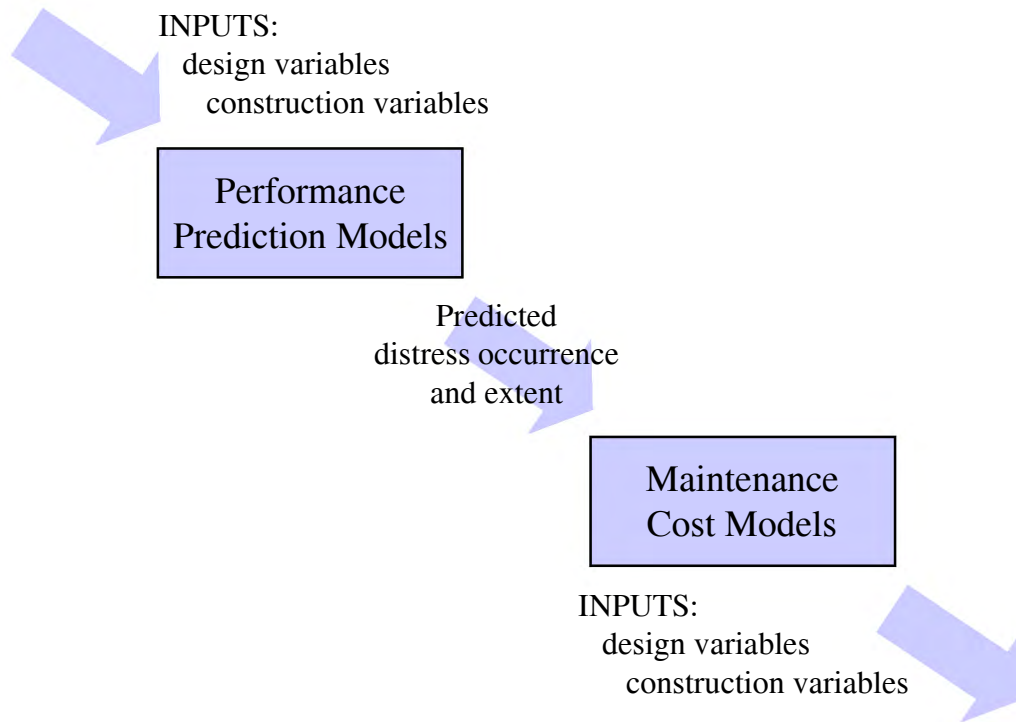 INPUTS:
design variables
construction variables
Performance
Prediction Models
Predicted
distress occurrence
and extent
Maintenance
Cost Models
INPUTS:
design variables
construction variables